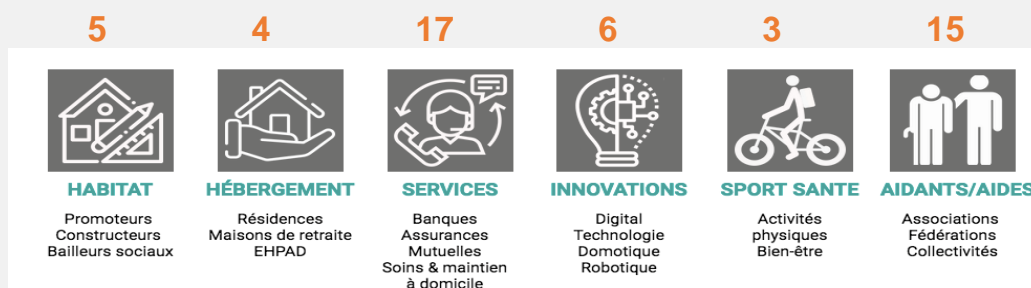 5
4
17
6
3
15
HABITAT
HÉBERGEMENT
SERVICES
INNOVATIONS
SPORT SANTE
AIDANTS/AIDES
Promoteurs
Constructeurs
Bailleurs sociaux
Résidences
Maisons de retraite
EHPAD
Banques
Assurances
Mutuelles
Soins & maintien
à domicile
Digital
Technologie
Domotique
Robotique
Activités
physiques
Bien-être
Associations
Fédérations
Collectivités